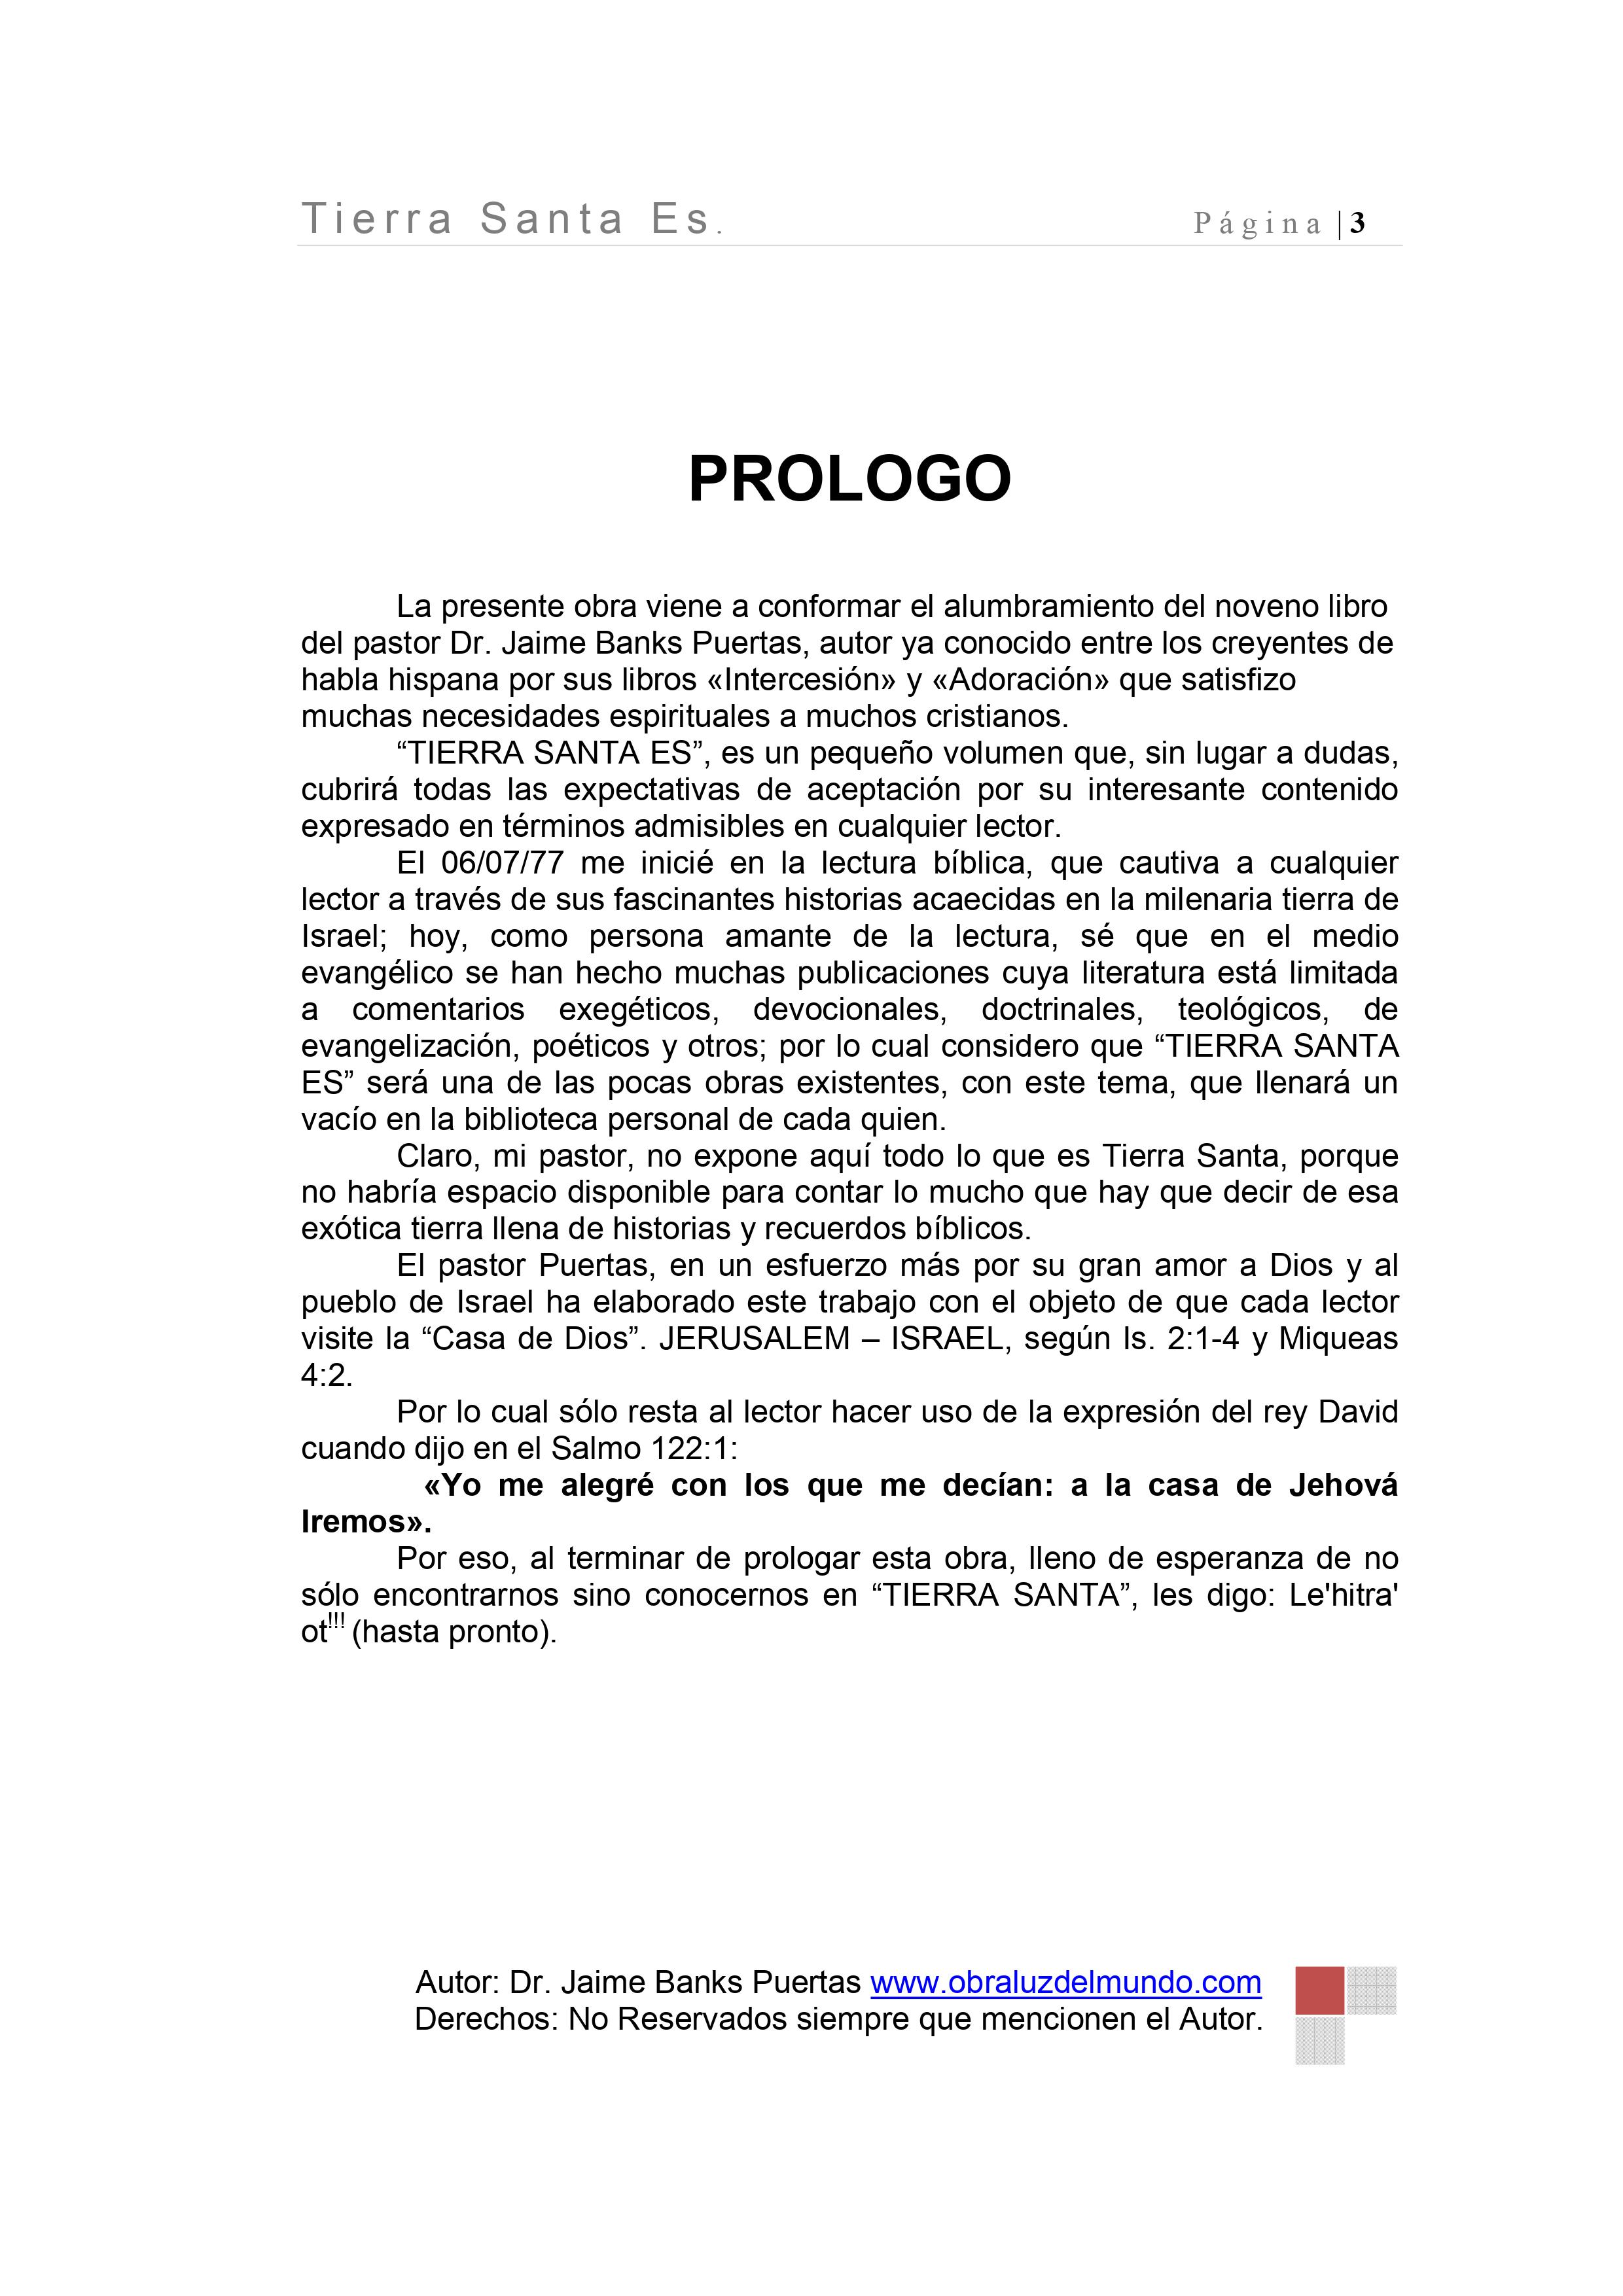 Tierra Santa Es. Página |3
PROLOGO
La presente obra viene a conformar el alumbramiento del noveno libro
del pastor Dr. Jaime Banks Puertas, autor ya conocido entre los creyentes de
habla hispana por sus libros «Intercesión» y «Adoración» que satisfizo
muchas necesidades espirituales a muchos cristianos.
“TIERRA SANTA ES”, es un pequeño volumen que, sin lugar a dudas,
cubrirá todas las expectativas de aceptación por su interesante contenido
expresado en términos admisibles en cualquier lector.
El 06/07/77 me inicié en la lectura bíblica, que cautiva a cualquier
lector a través de sus fascinantes historias acaecidas en la milenaria tierra de
Israel; hoy, como persona amante de la lectura, sé que en el medio
evangélico se han hecho muchas publicaciones cuya literatura está limitada
a comentarios exegéticos, devocionales, doctrinales, teológicos, de
evangelización, poéticos y otros; por lo cual considero que “TIERRA SANTA
ES” será una de las pocas obras existentes, con este tema, que llenará un
vacío en la biblioteca personal de cada quien.
Claro, mi pastor, no expone aquí todo lo que es Tierra Santa, porque
no habría espacio disponible para contar lo mucho que hay que decir de esa
exótica tierra llena de historias y recuerdos bíblicos.
El pastor Puertas, en un esfuerzo más por su gran amor a Dios y al
pueblo de Israel ha elaborado este trabajo con el objeto de que cada lector
visite la “Casa de Dios”. JERUSALEM – ISRAEL, según Is. 2:1-4 y Miqueas
4:2.
Por lo cual sólo resta al lector hacer uso de la expresión del rey David
cuando dijo en el Salmo 122:1:
«Yo me alegré con los que me decían: a la casa de Jehová
Iremos».
Por eso, al terminar de prologar esta obra, lleno de esperanza de no
sólo encontrarnos sino conocernos en “TIERRA SANTA”, les digo: Le'hitra'
ot!!! (hasta pronto).
Autor: Dr. Jaime Banks Puertas www.obraluzdelmundo.com
Derechos: No Reservados siempre que mencionen el Autor.